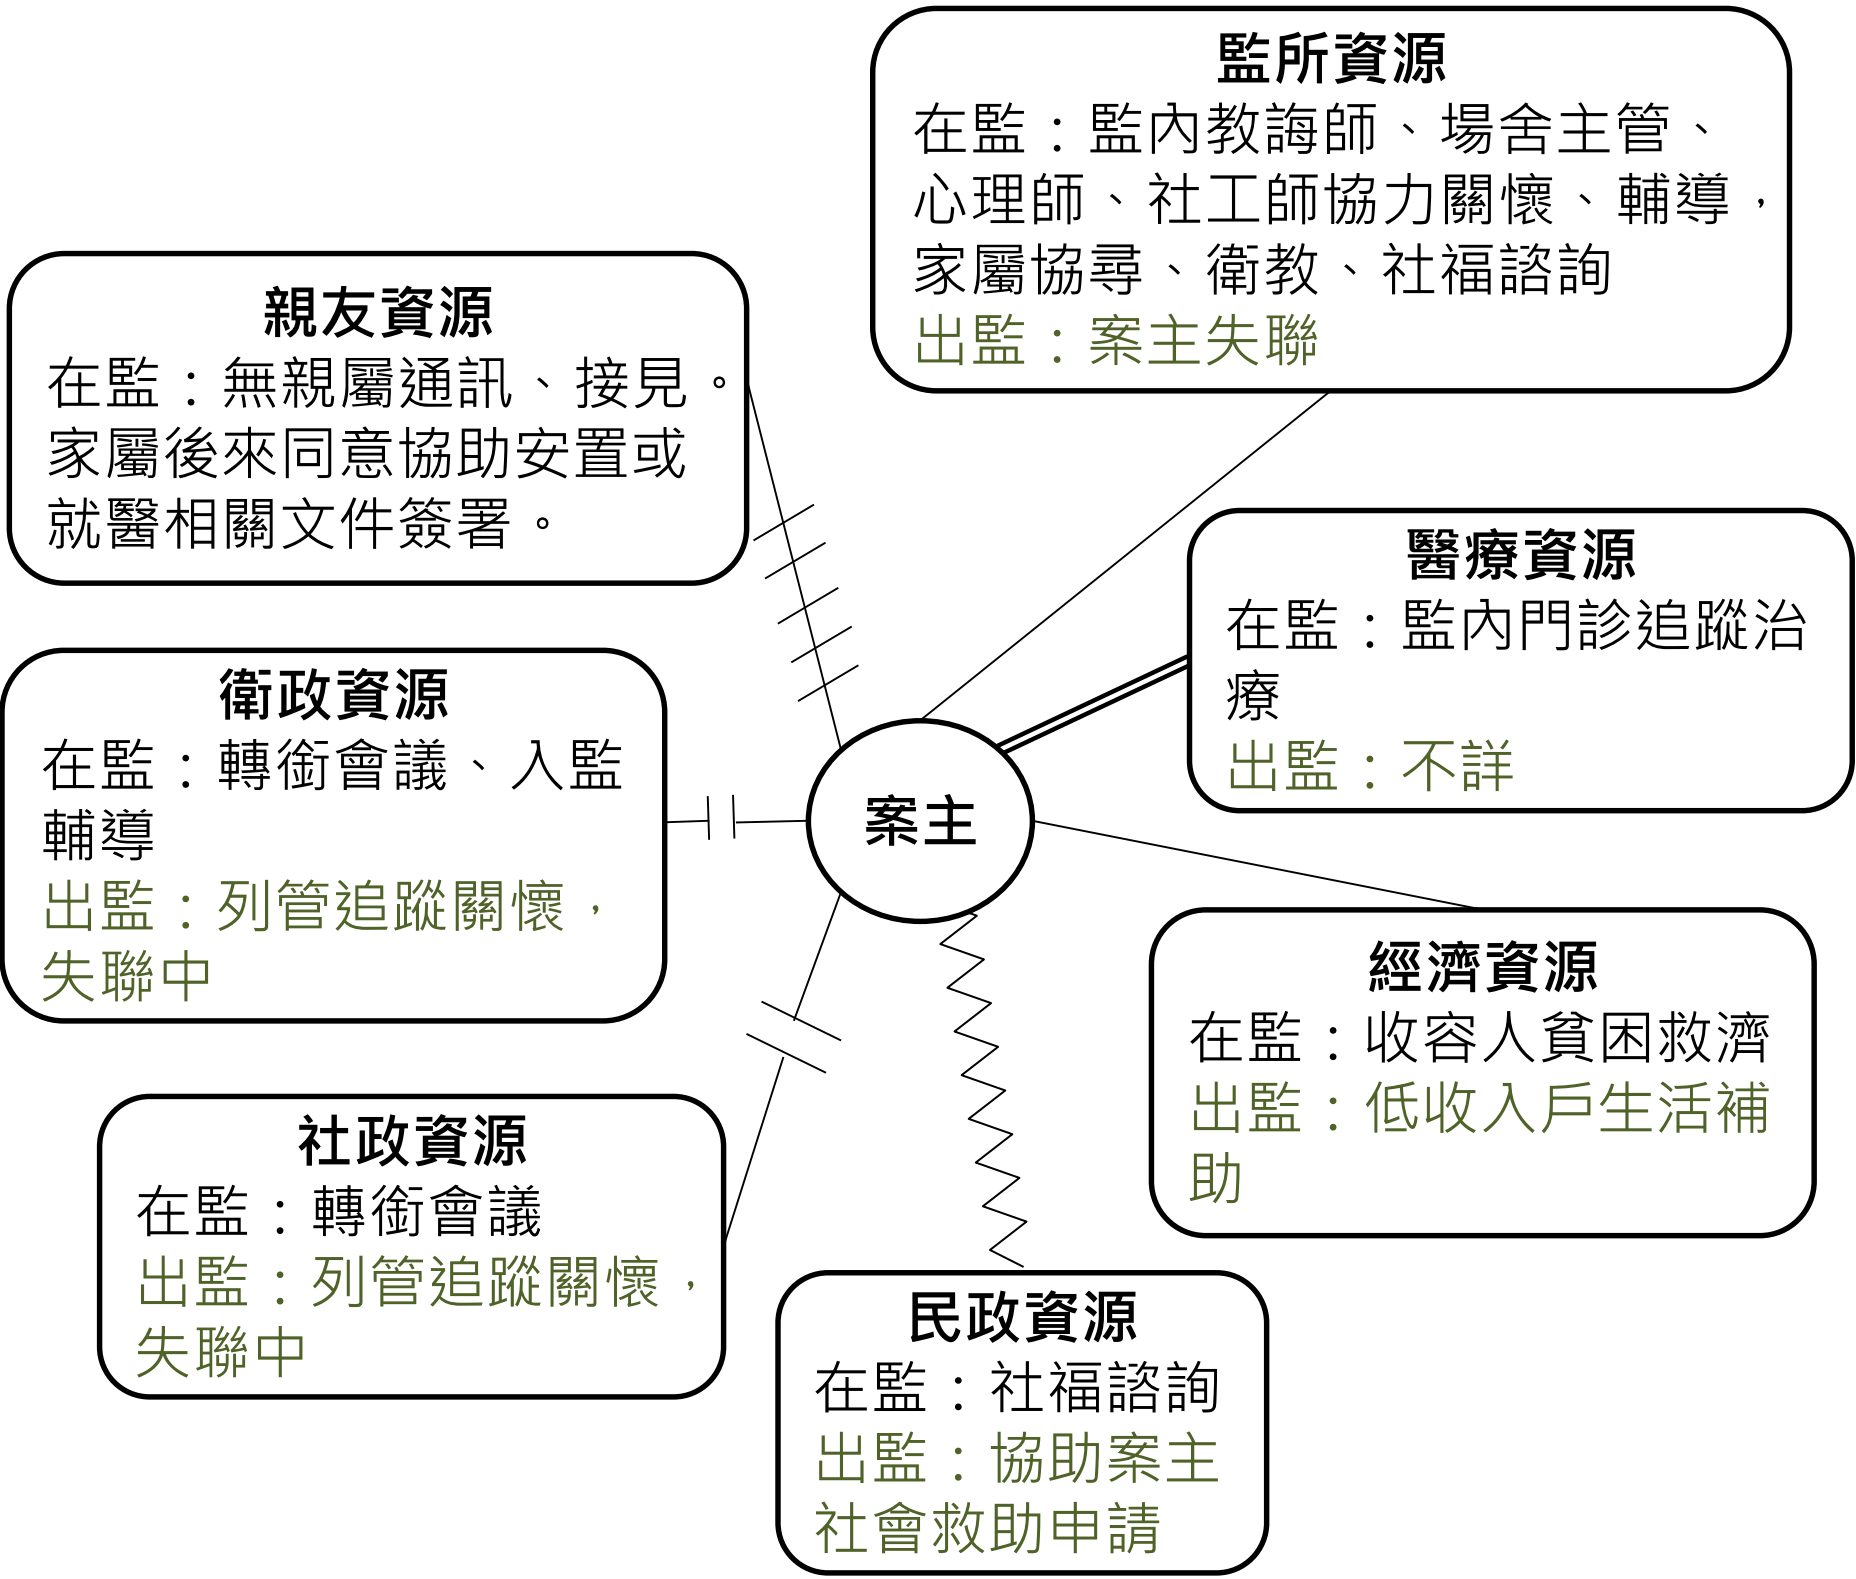 監所資源
在監：監內教誨師、場舍主管、
心理師、社工師協力關懷、輔導，
家屬協尋、衛教、社福諮詢
出監：案主失聯
親友資源
在監：無親屬通訊、接見。
家屬後來同意協助安置或
就醫相關文件簽署。
醫療資源
在監：監內門診追蹤治
療
出監：不詳
衛政資源
在監：轉銜會議、入監
輔導
出監：列管追蹤關懷，
失聯中
案主
經濟資源
在監：收容人貧困救濟
出監：低收入戶生活補
助
社政資源
在監：轉銜會議
出監：列管追蹤關懷，
失聯中
民政資源
在監：社福諮詢
出監：協助案主
社會救助申請